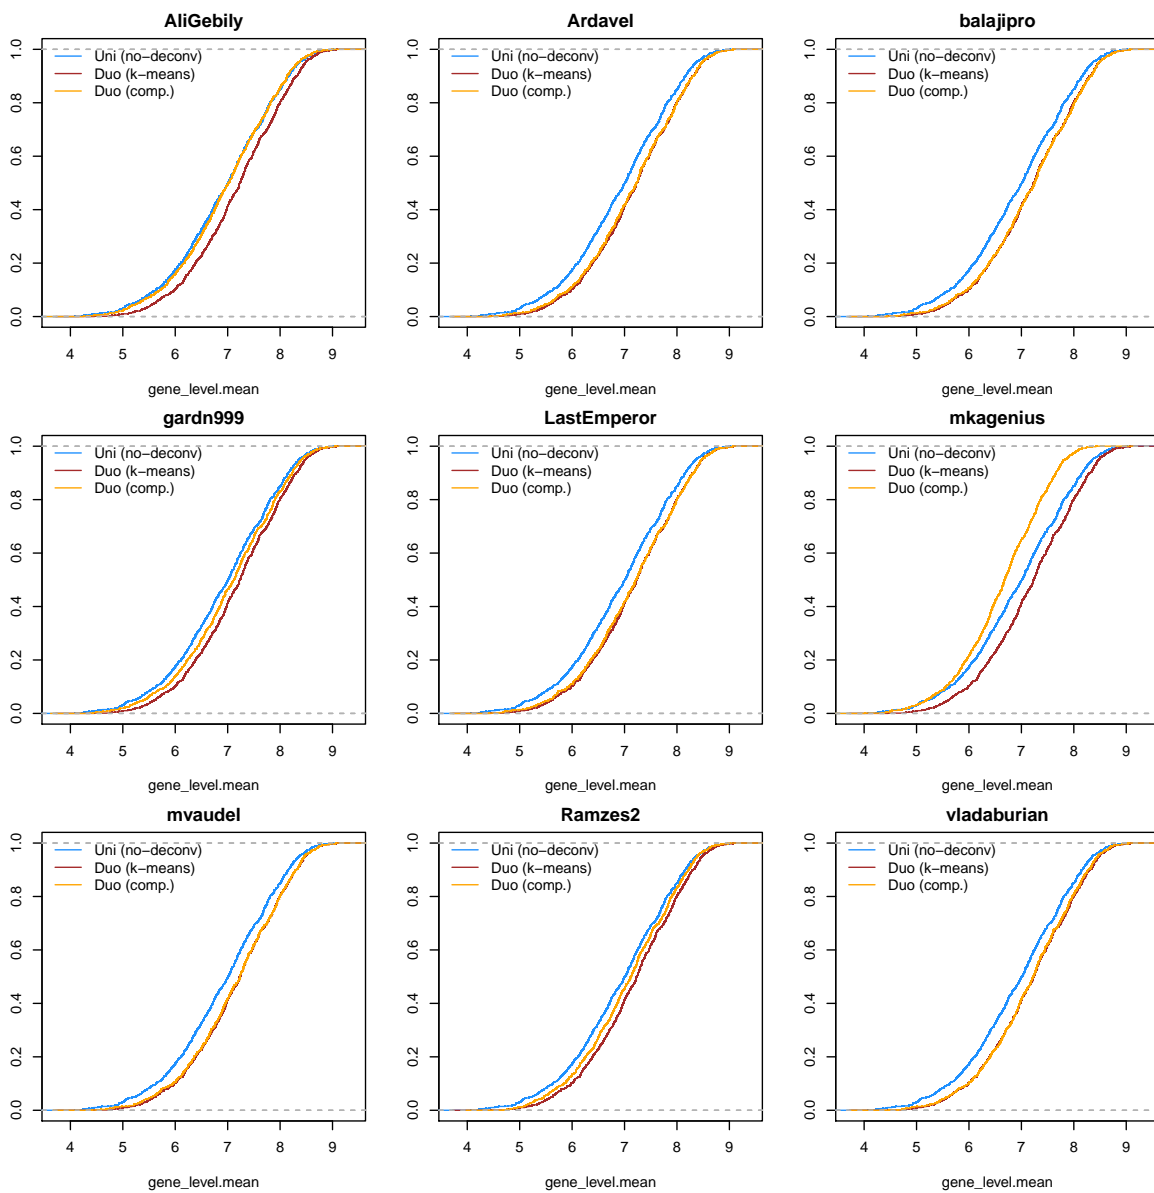 AliGebily
Uni (no−deconv)
Duo (k−means)
Duo (comp.)
0.0 0.2 0.4 0.6 0.8 1.0
4 5 6 7 8 9
gene_level.mean
Ardavel
Uni (no−deconv)
Duo (k−means)
Duo (comp.)
0.0 0.2 0.4 0.6 0.8 1.0
4 5 6 7 8 9
gene_level.mean
balajipro
Uni (no−deconv)
Duo (k−means)
Duo (comp.)
0.0 0.2 0.4 0.6 0.8 1.0
4 5 6 7 8 9
gene_level.mean
gardn999
Uni (no−deconv)
Duo (k−means)
Duo (comp.)
0.0 0.2 0.4 0.6 0.8 1.0
4 5 6 7 8 9
gene_level.mean
LastEmperor
Uni (no−deconv)
Duo (k−means)
Duo (comp.)
0.0 0.2 0.4 0.6 0.8 1.0
4 5 6 7 8 9
gene_level.mean
mkagenius
Uni (no−deconv)
Duo (k−means)
Duo (comp.)
0.0 0.2 0.4 0.6 0.8 1.0
4 5 6 7 8 9
gene_level.mean
mvaudel
Uni (no−deconv)
Duo (k−means)
Duo (comp.)
0.0 0.2 0.4 0.6 0.8 1.0
4 5 6 7 8 9
gene_level.mean
Ramzes2
Uni (no−deconv)
Duo (k−means)
Duo (comp.)
0.0 0.2 0.4 0.6 0.8 1.0
4 5 6 7 8 9
gene_level.mean
vladaburian
Uni (no−deconv)
Duo (k−means)
Duo (comp.)
0.0 0.2 0.4 0.6 0.8 1.0
4 5 6 7 8 9
gene_level.mean